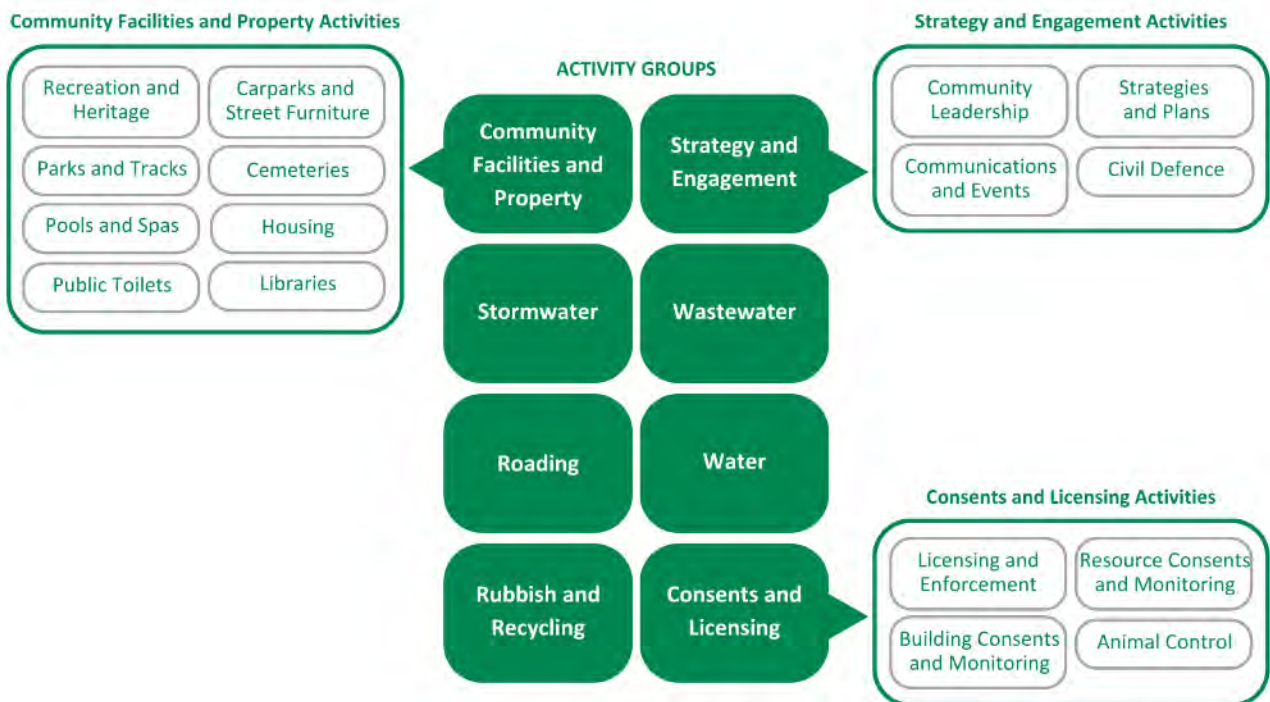 Community Facilities and Property Activities
Recreation and
Heritage
Carparks and
Street Furniture
Parks and Tracks
Cemeteries
Pools and Spas
Housing
Public Toilets
Libraries
ACTIVITY GROUPS
Community
Facilities and
Property
Strategy and
Engagement
Stormwater
Wastewater
Roading
Water
Rubbish and
Recycling
Consents and
Licensing
Strategy and Engagement Activities
Community
Leadership
Strategies
and Plans
Communications
and Events
Civil Defence
Consents and Licensing Activities
Licensing and
Enforcement
Resource Consents
and Monitoring
Building Consents
and Monitoring
Animal Control